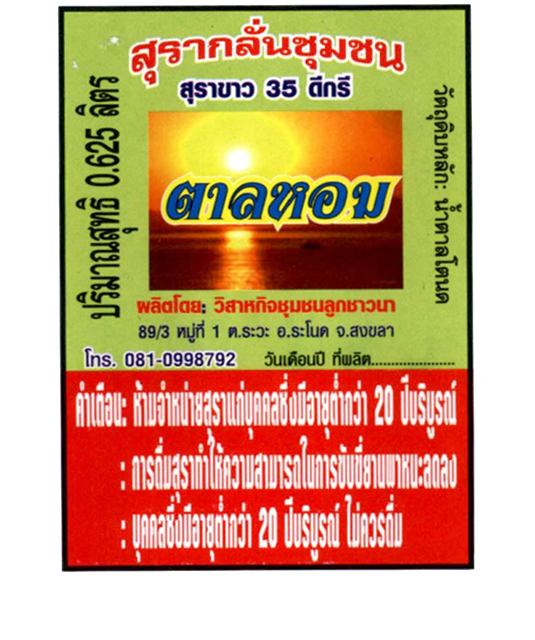 สุรากลั่นชุมชน
สุราขาว 35 ดีกรี
ปริมาณสุทธิ 0.625 ลิตร
วัตถุดิบหลัก: น้ำตาลโตนด
ตาลหอม
ผลิตโดย: วิสาหกิจชุมชนลูกชาวนา
89/3 หมู่ที่ 1 ต.ระวะ อ.ระโนด จ.สงขลา
โทร. 081-0998792 วันเดือนปี ที่ผลิต.....................
คำเตือน: ห้ามจำหน่ายสุราแก่บุคคลซึ่งมีอายุต่ำกว่า 20 ปีบริบูรณ์
: การดื่มสุราทำให้ความสามารถในการขับขี่ยานพาหนะลดลง
: บุคคลซึ่งมีอายุต่ำกว่า 20 ปีบริบูรณ์ ไม่ควรดื่ม